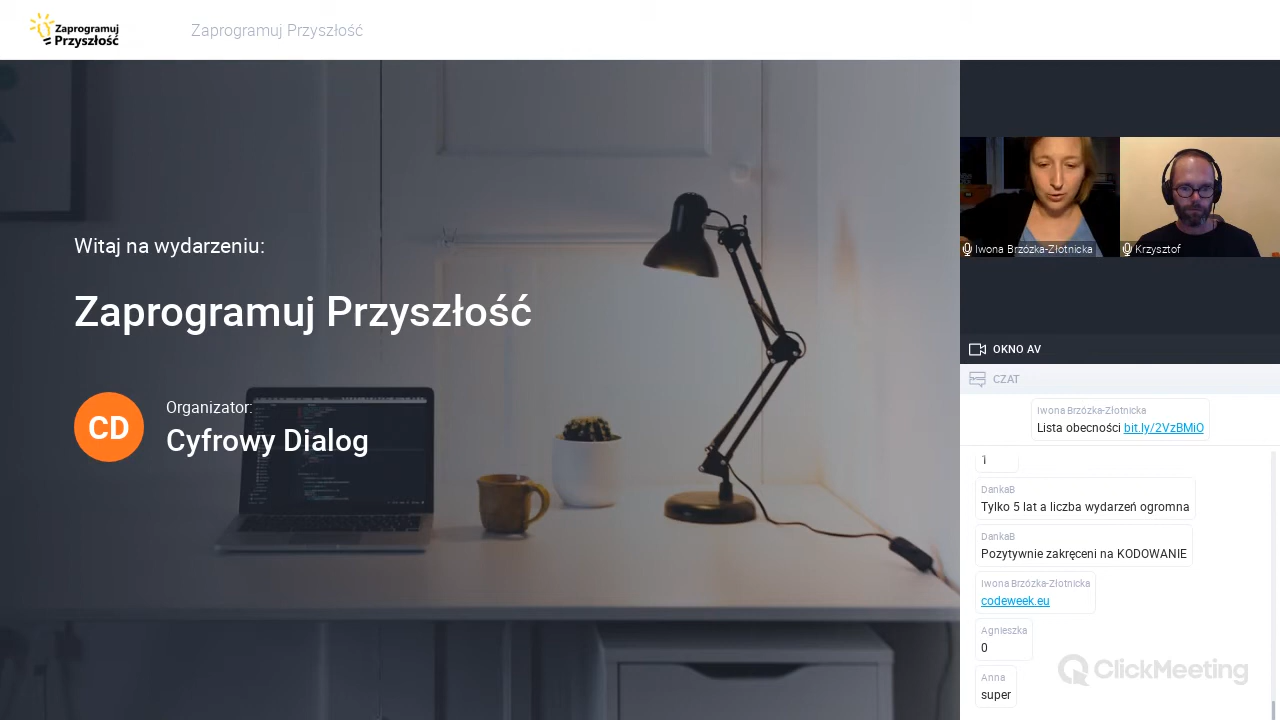 Zaprogramuj
Przyszłość
Zaprogramuj Przyszłość
Witaj na wydarzeniu:
Zaprogramuj Przyszłość
CD
Organizator:
Cyfrowy Dialog
Iwona Brzózka-Złotnicka
Krzysztof
OKNO AV
CZAT
Iwona Brzózka-Złotnicka
Lista obecności bit.ly/2VzBMiO
1
DankaB
Tylko 5 lat a liczba wydarzeń ogromna
DankaB
Pozytywnie zakręceni na KODOWANIE
Iwona Brzózka-Złotnicka
codeweek.eu
Agnieszka
0
Anna
super
ClickMeeting